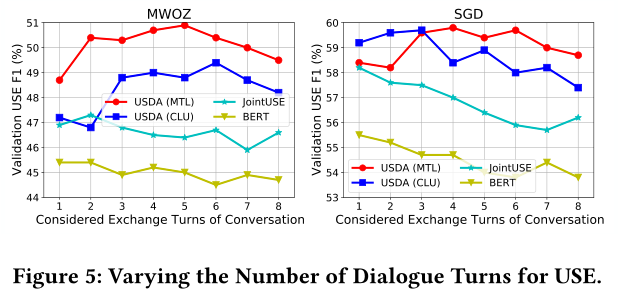 MWOZ
Validation USE F1 (%)
51
50
49
48
47
46
45
44
USDA (MTL)
USDA (CLU)
JointUSE
BERT
1 2 3 4 5 6 7 8
Considered Exchange Turns of Conversation
SGD
Validation USE F1 (%)
60
59
58
57
56
55
54
53
USDA (MTL)
USDA (CLU)
JointUSE
BERT
1 2 3 4 5 6 7 8
Considered Exchange Turns of Conversation
Figure 5: Varying the Number of Dialogue Turns for USE.